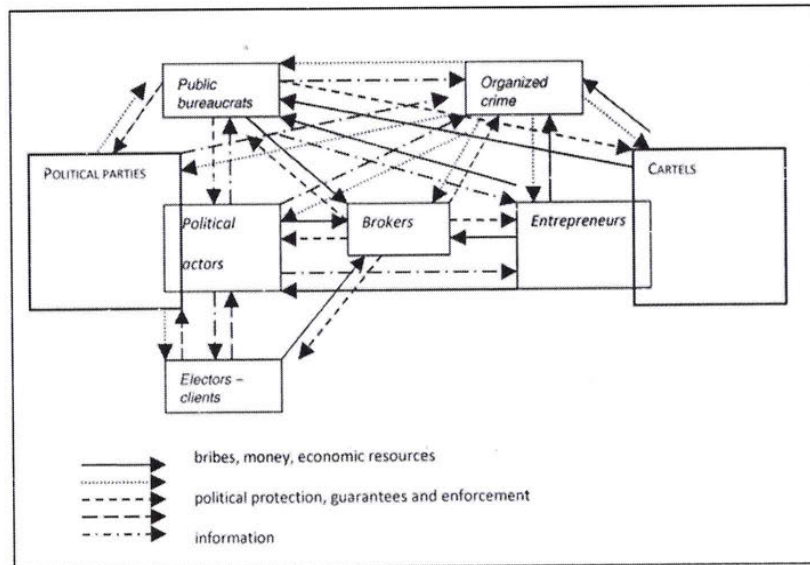 Public
bureaucrats
Organized
crime
POLITICAL PARTIES
CARTELS
Political
actors
Brokers
Entrepreneurs
Electors –
clients
bribes, money, economic resources
political protection, guarantees and enforcement
information